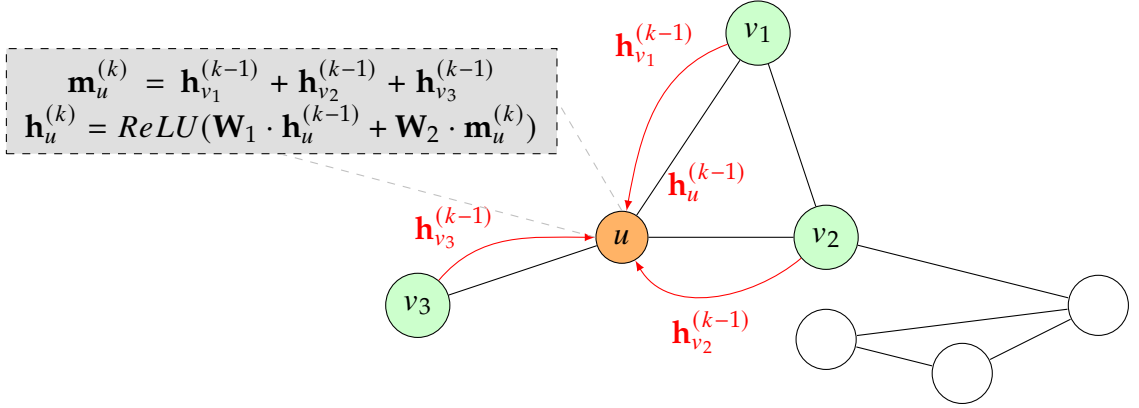 h_{v_1}^{(k-1)}
v_1
m_u^{(k)} = h_{v_1}^{(k-1)} + h_{v_2}^{(k-1)} + h_{v_3}^{(k-1)}
h_u^{(k)} = ReLU(W_1 · h_u^{(k-1)} + W_2 · m_u^{(k)})
h_u^{(k-1)}
h_{v_3}^{(k-1)}
u
v_2
v_3
h_{v_2}^{(k-1)}